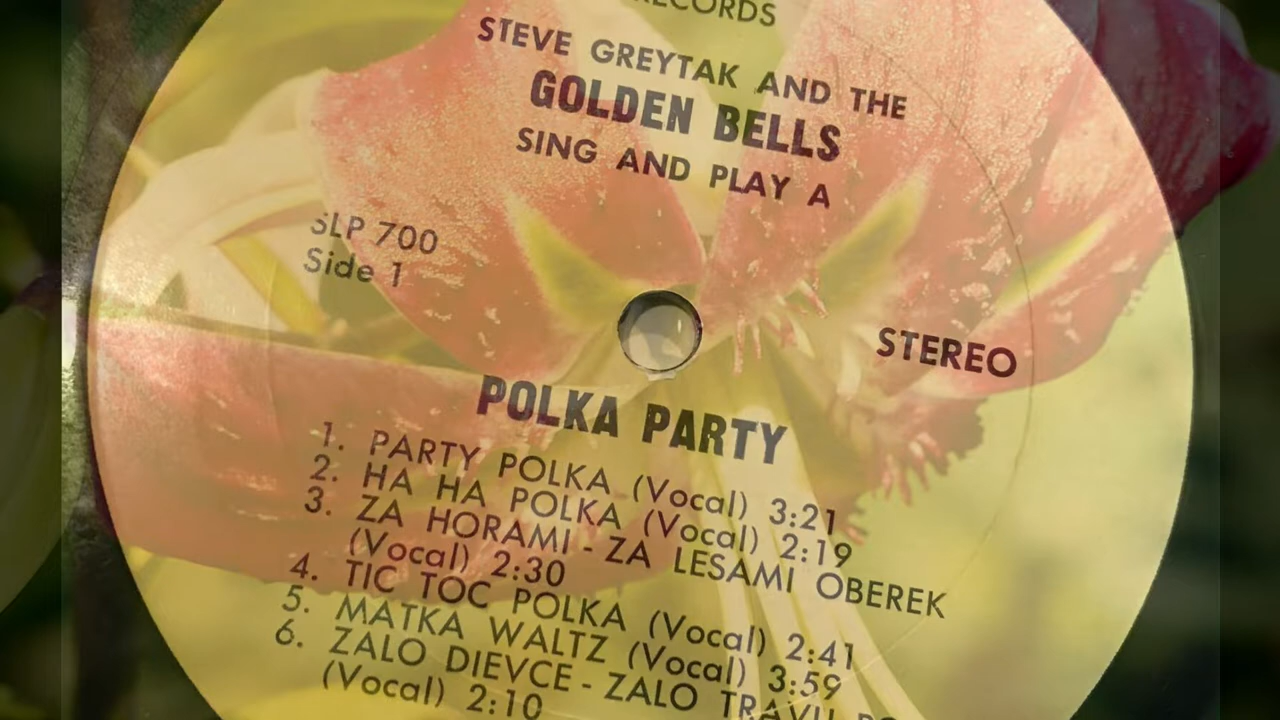 RECORDS
STEVE GREYTAK AND THE
GOLDEN BELLS
SING AND PLAY A
SLP 700
Side 1
STEREO
POLKA PARTY
1. PARTY POLKA (Vocal) 3:21
2. HA HA POLKA (Vocal) 2:19
3. ZA HORAMI - ZA LESAMI OBEREK
(Vocal) 2:30
4. TIC TOC POLKA (Vocal) 2:41
5. MATKA WALTZ (Vocal) 3:59
6. ZALO DIEVCE - ZALO TRAVU
(Vocal) 2:10